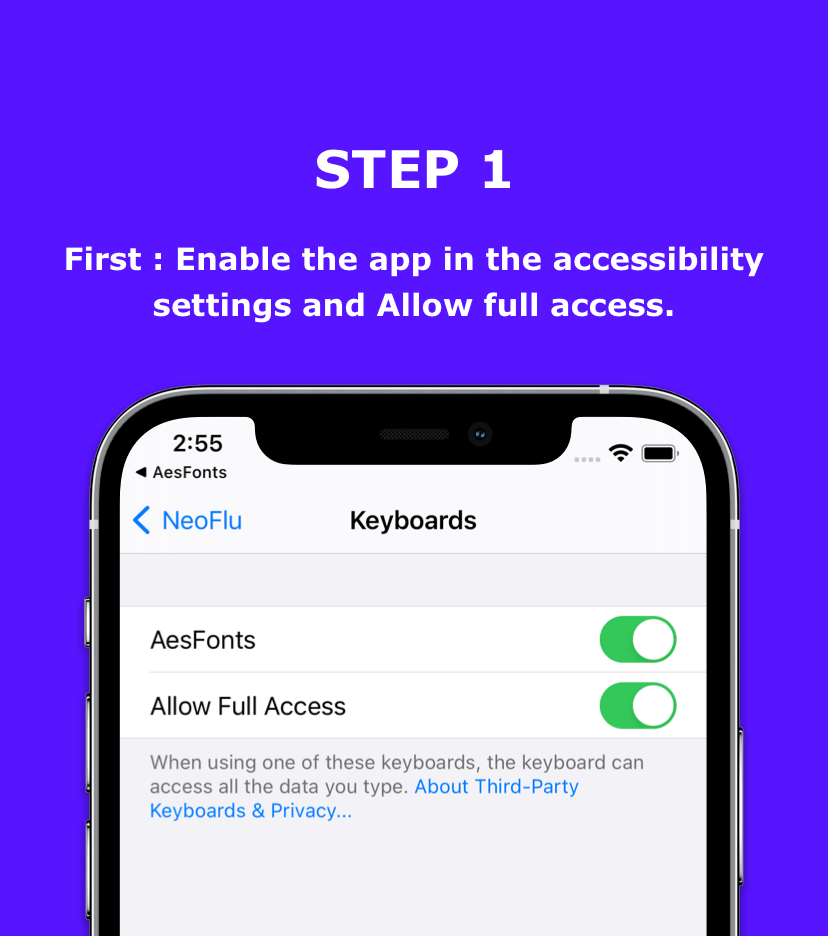 STEP 1
First : Enable the app in the accessibility
settings and Allow full access.
2:55
◀ AesFonts
NeoFlu
Keyboards
AesFonts
Allow Full Access
When using one of these keyboards, the keyboard can
access all the data you type. About Third-Party
Keyboards & Privacy...